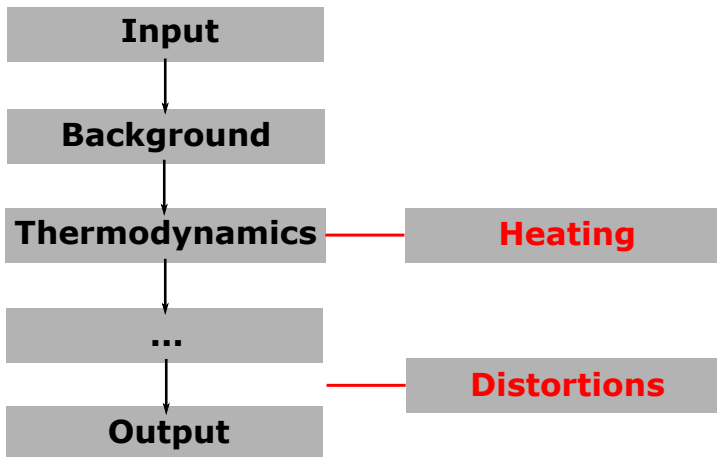 Input
Background
Thermodynamics
Heating
...
Distortions
Output